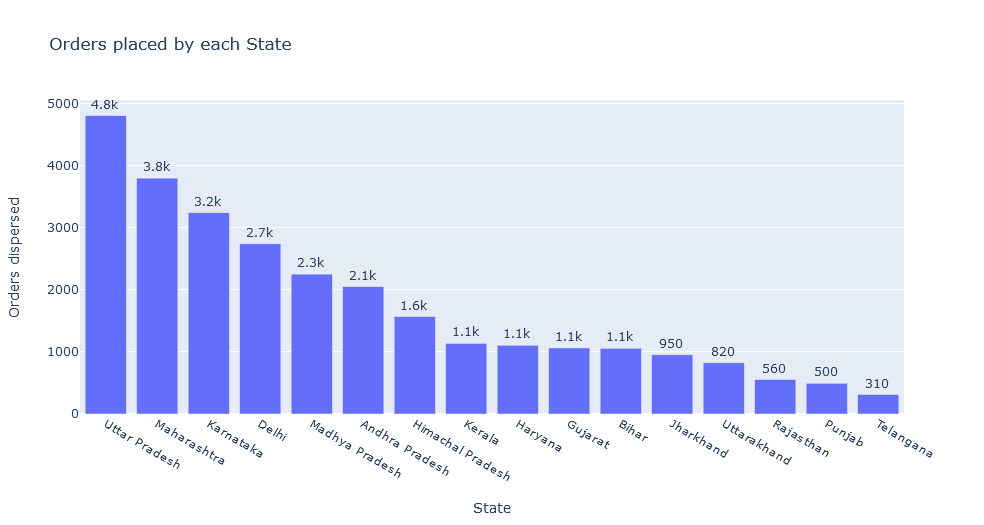 Orders placed by each State
Orders dispersed
5000
4000
3000
2000
1000
0
4.8k
3.8k
3.2k
2.7k
2.3k
2.1k
1.6k
1.1k
1.1k
1.1k
1.1k
950
820
560
500
310
Uttar Pradesh
Maharashtra
Karnataka
Delhi
Madhya Pradesh
Andhra Pradesh
Himachal Pradesh
Kerala
Haryana
Gujarat
Bihar
Jharkhand
Uttarakhand
Rajasthan
Punjab
Telangana
State